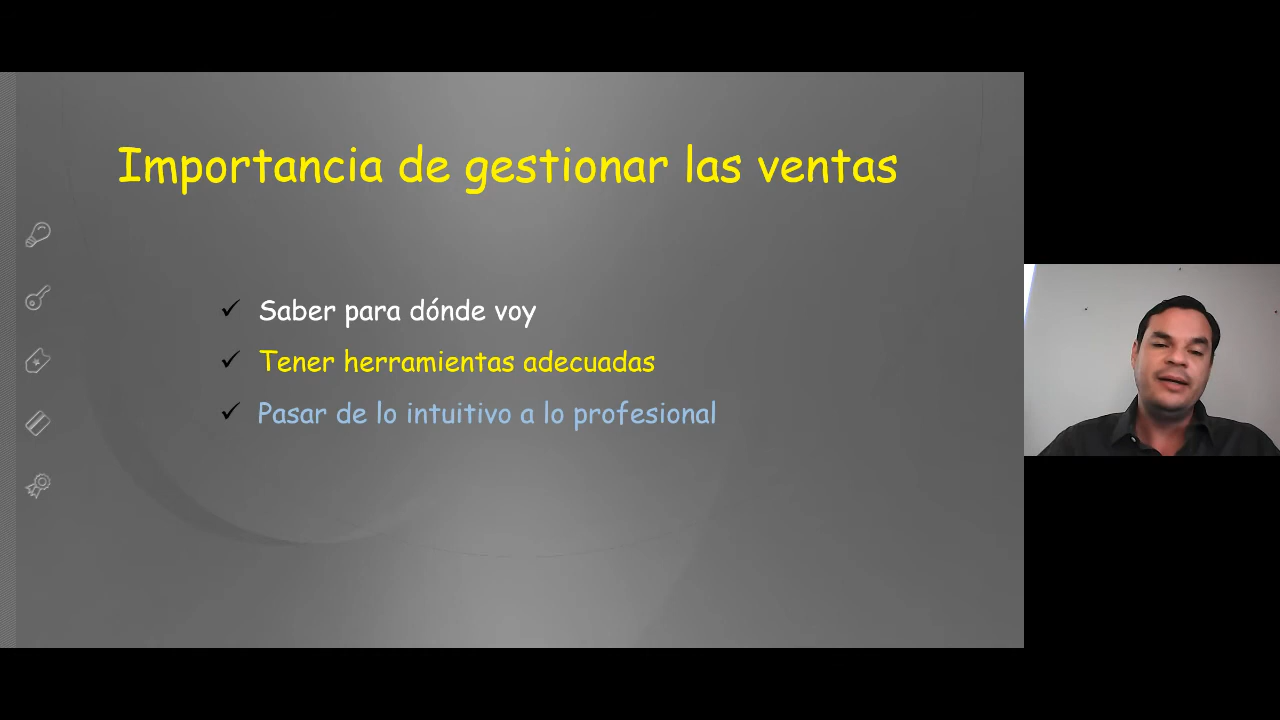 Importancia de gestionar las ventas
Saber para dónde voy
Tener herramientas adecuadas
Pasar de lo intuitivo a lo profesional